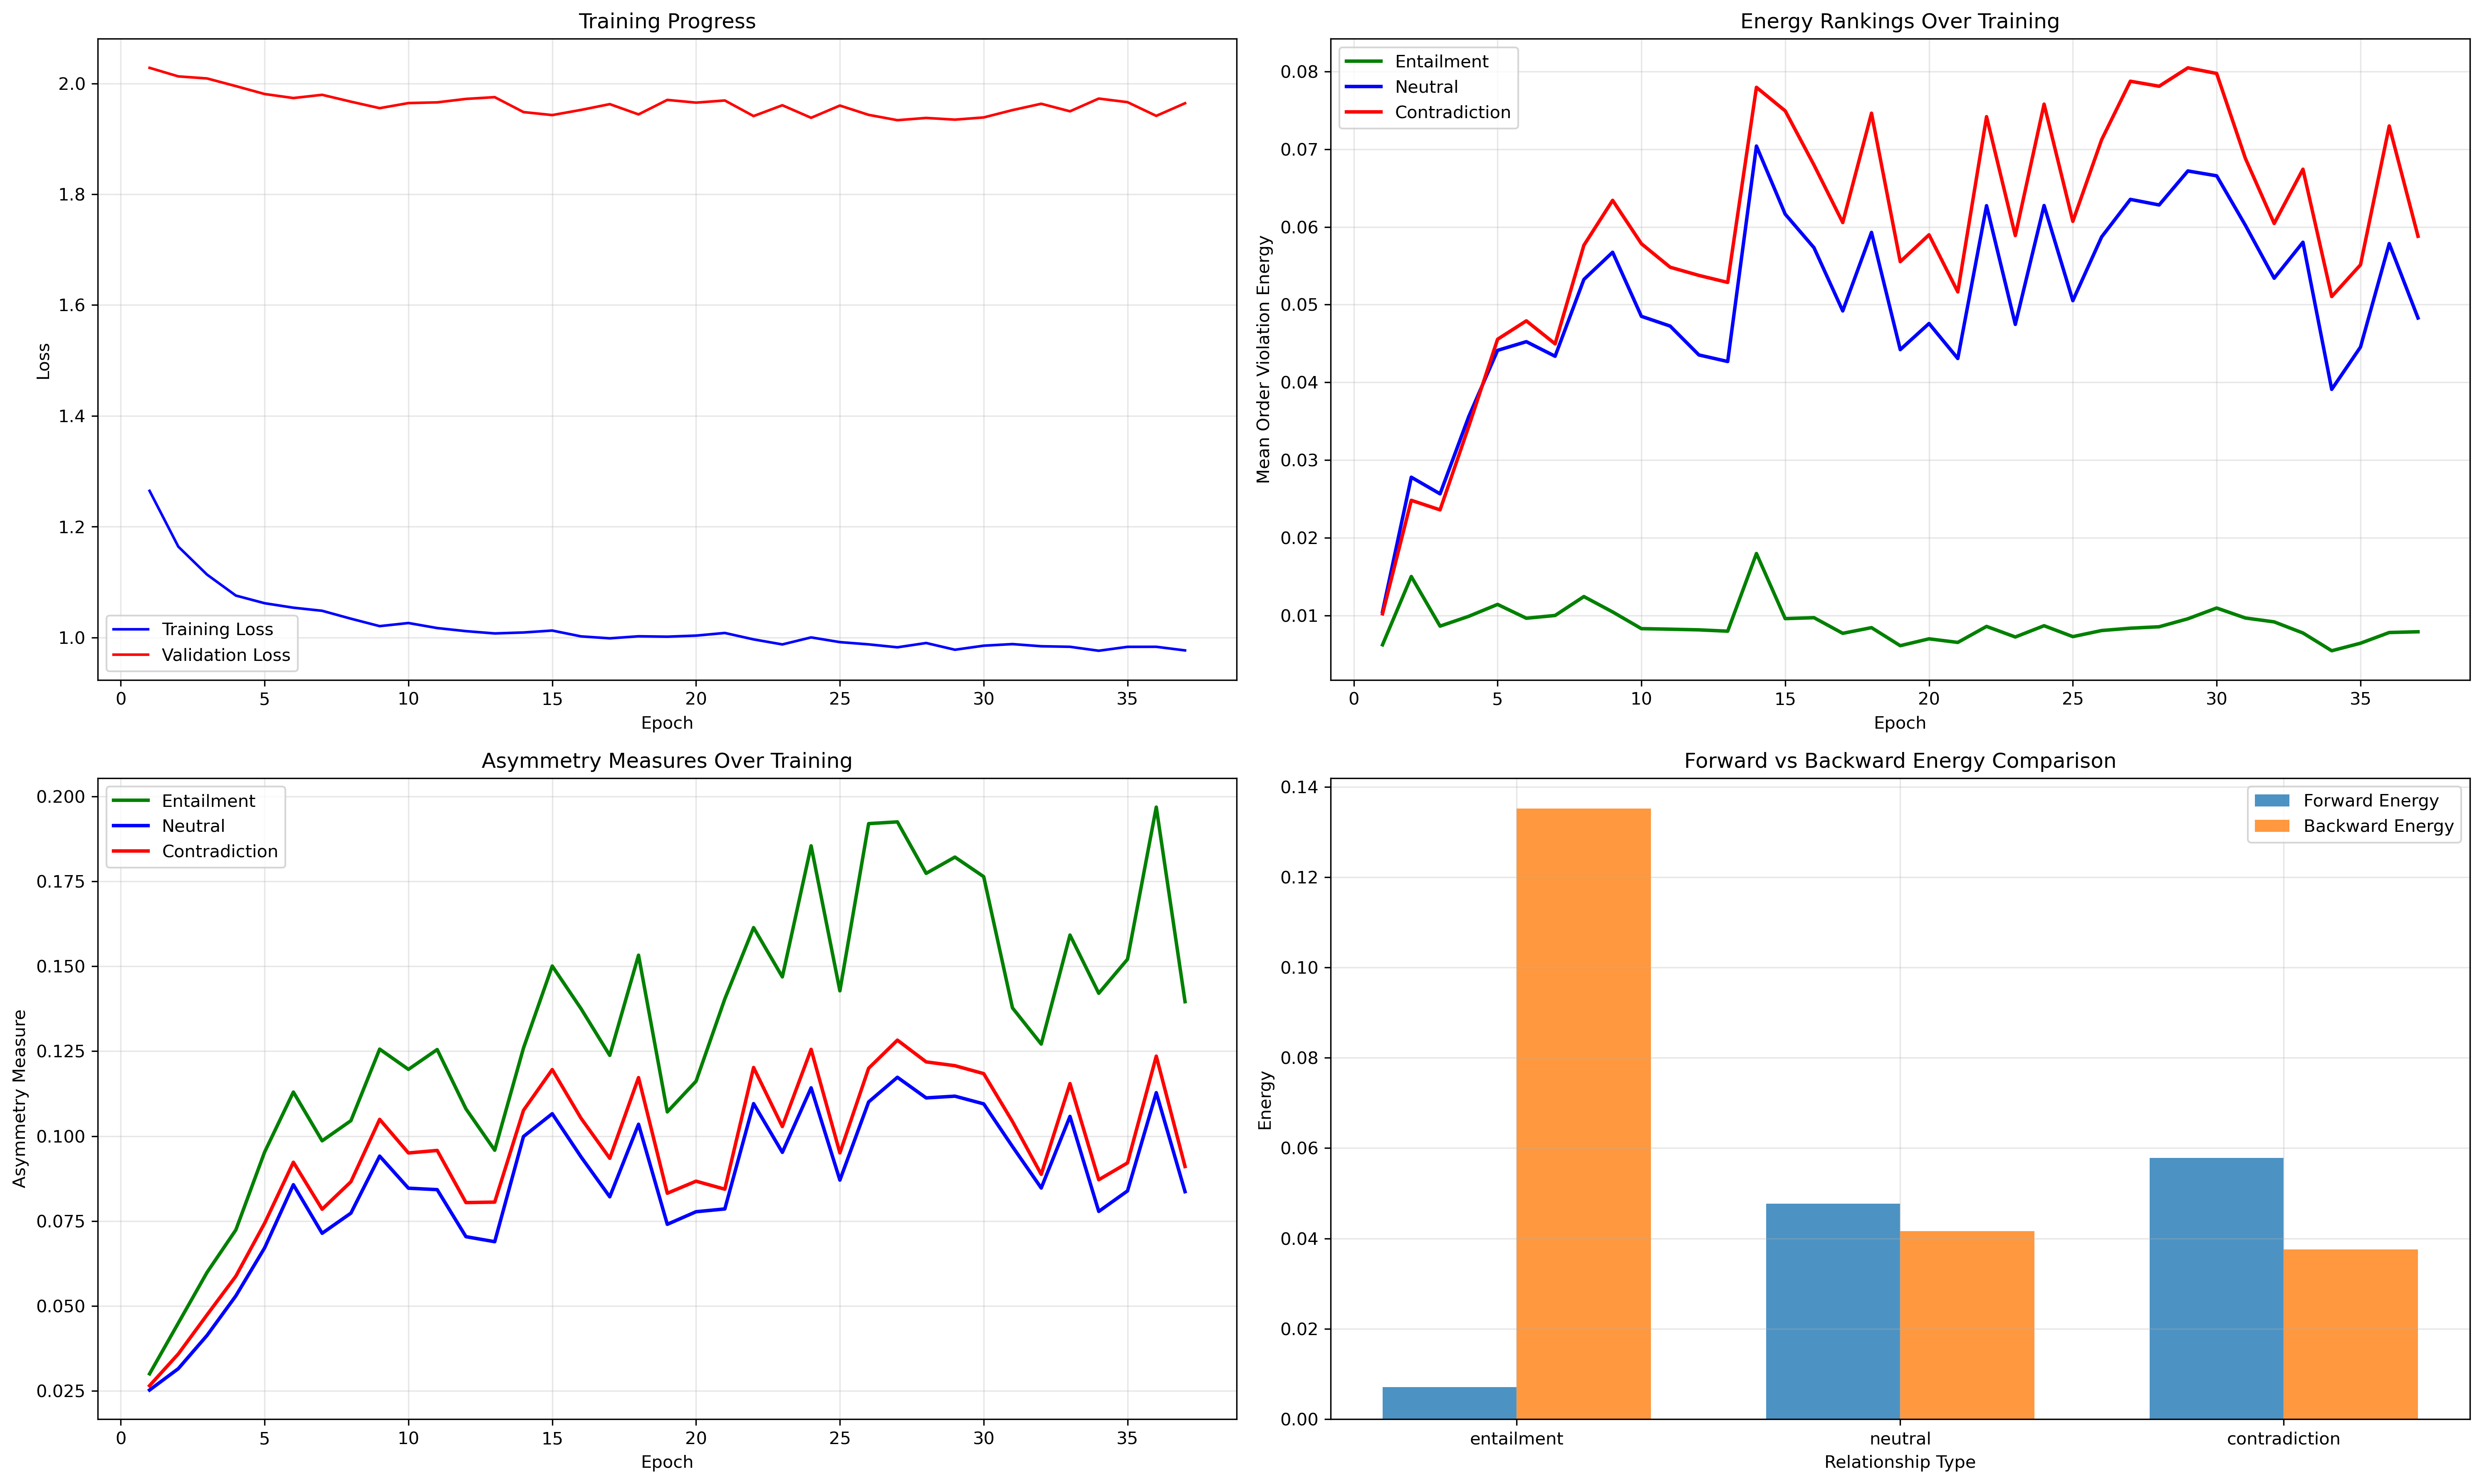 Training Progress
Loss
2.0
1.8
1.6
1.4
1.2
1.0
Training Loss
Validation Loss
0 5 10 15 20 25 30 35
Epoch
Energy Rankings Over Training
Mean Order Violation Energy
0.08
0.07
0.06
0.05
0.04
0.03
0.02
0.01
Entailment
Neutral
Contradiction
0 5 10 15 20 25 30 35
Epoch
Asymmetry Measures Over Training
Asymmetry Measure
0.200
0.175
0.150
0.125
0.100
0.075
0.050
0.025
Entailment
Neutral
Contradiction
0 5 10 15 20 25 30 35
Epoch
Forward vs Backward Energy Comparison
Energy
0.14
0.12
0.10
0.08
0.06
0.04
0.02
0.00
Forward Energy
Backward Energy
entailment neutral contradiction
Relationship Type